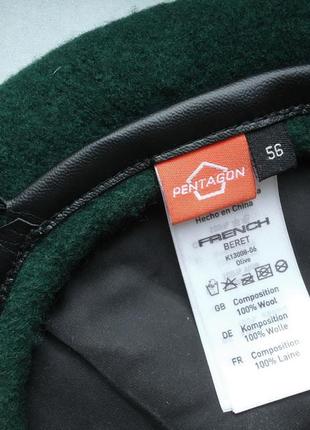 PENTAGON
56
Hecho en China
FRENCH
BERET
K13008-06
Olive
GB Composition
100% Wool
DE Komposition
100% Wolle
FR Composition
100% Laine